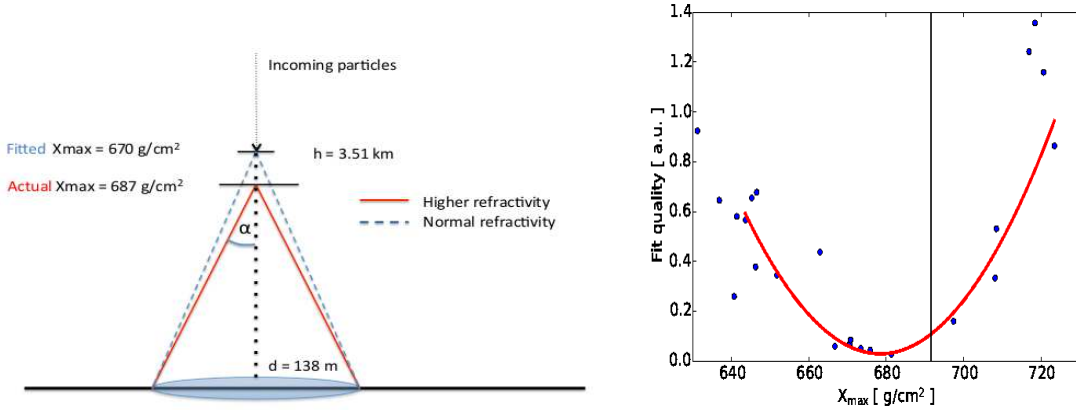 Incoming particles
Fitted Xmax = 670 g/cm²
h = 3.51 km
Actual Xmax = 687 g/cm²
Higher refractivity
Normal refractivity
α
d = 138 m
Fit quality [ a.u. ]
1.4
1.2
1.0
0.8
0.6
0.4
0.2
0.0
640 660 680 700 720
Xmax [ g/cm² ]